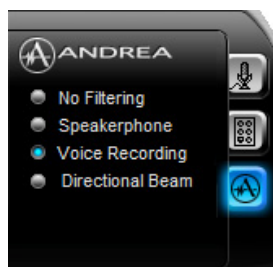 ANDREA
No Filtering
Speakerphone
Voice Recording
Directional Beam